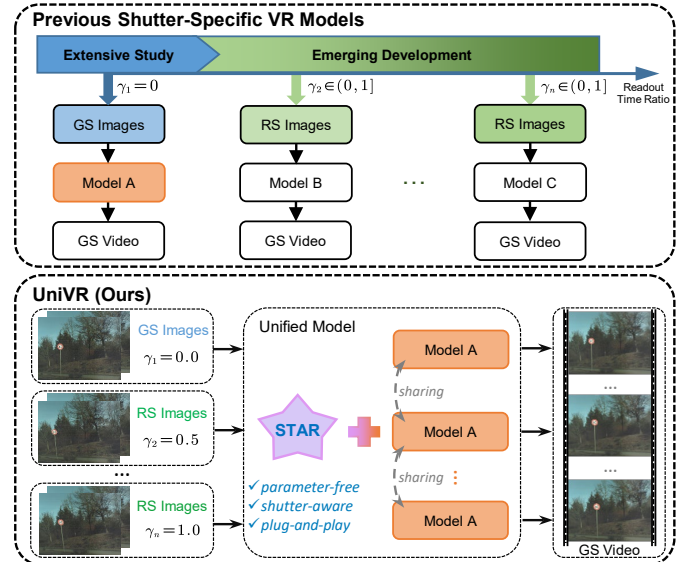 Previous Shutter-Specific VR Models
Extensive Study
Emerging Development
γ₁=0
γ₂∈(0, 1]
γₙ∈(0, 1]
Readout
Time Ratio
GS Images
RS Images
RS Images
Model A
Model B
...
Model C
GS Video
GS Video
GS Video
UniVR (Ours)
GS Images
γ₁=0.0
RS Images
γ₂=0.5
...
RS Images
γₙ=1.0
Unified Model
STAR
✓parameter-free
✓shutter-aware
✓plug-and-play
Model A
sharing
Model A
sharing
Model A
...
...
GS Video